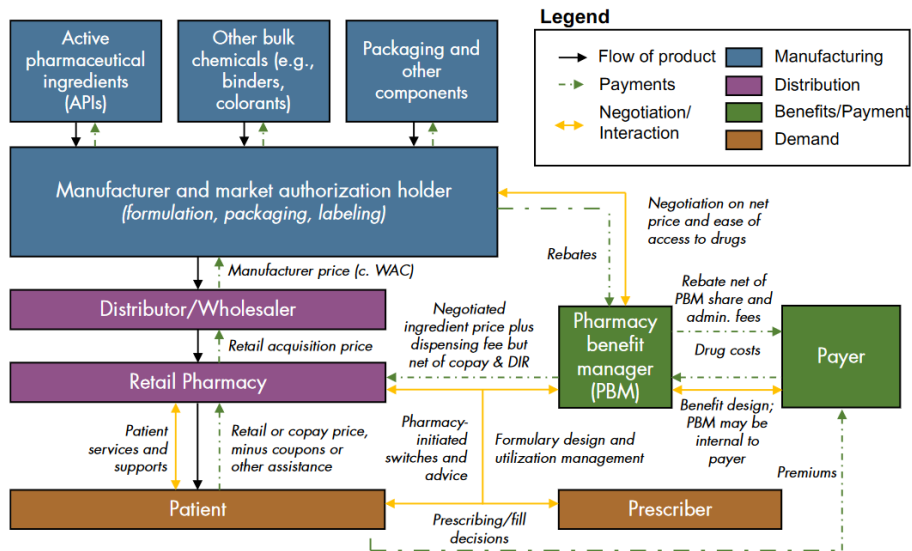 Legend
Flow of product
Payments
Negotiation/
Interaction
Manufacturing
Distribution
Benefits/Payment
Demand
Active
pharmaceutical
ingredients
(APIs)
Other bulk
chemicals (e.g.,
binders,
colorants)
Packaging and
other
components
Manufacturer and market authorization holder
(formulation, packaging, labeling)
Negotiation on net
price and ease of
access to drugs
Rebates
Manufacturer price (c. WAC)
Distributor/Wholesaler
Retail acquisition price
Retail Pharmacy
Negotiated
ingredient price plus
dispensing fee but
net of copay & DIR
Pharmacy
benefit
manager
(PBM)
Rebate net of
PBM share and
admin. fees
Drug costs
Payer
Benefit design;
PBM may be
internal to
payer
Premiums
Patient
services and
supports
Retail or copay price,
minus coupons or
other assistance
Pharmacy-
initiated
switches and
advice
Formulary design and
utilization management
Patient
Prescribing/fill
decisions
Prescriber